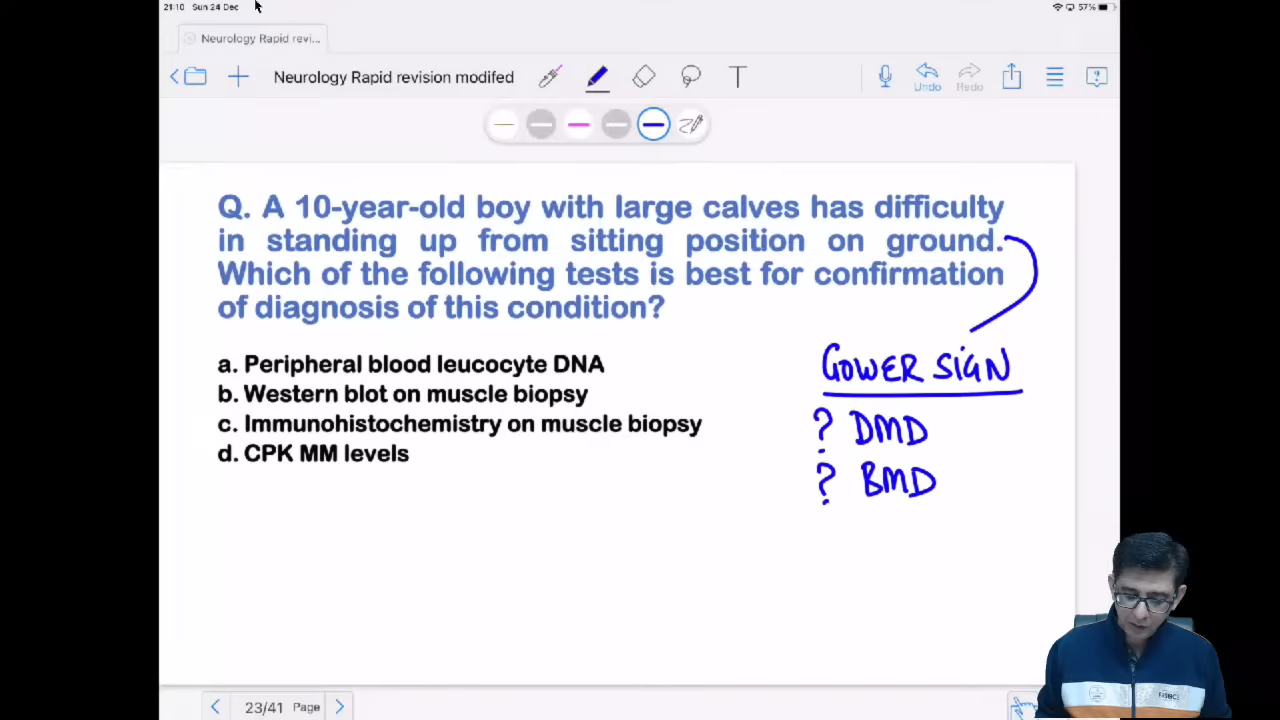 21:10 Sun 24 Dec
57%
Neurology Rapid revi...
Neurology Rapid revision modifed
T
Undo
Redo
Q. A 10-year-old boy with large calves has difficulty
in standing up from sitting position on ground.
Which of the following tests is best for confirmation
of diagnosis of this condition?
a. Peripheral blood leucocyte DNA
b. Western blot on muscle biopsy
c. Immunohistochemistry on muscle biopsy
d. CPK MM levels
GOWER SIGN
? DMD
? BMD
23/41 Page